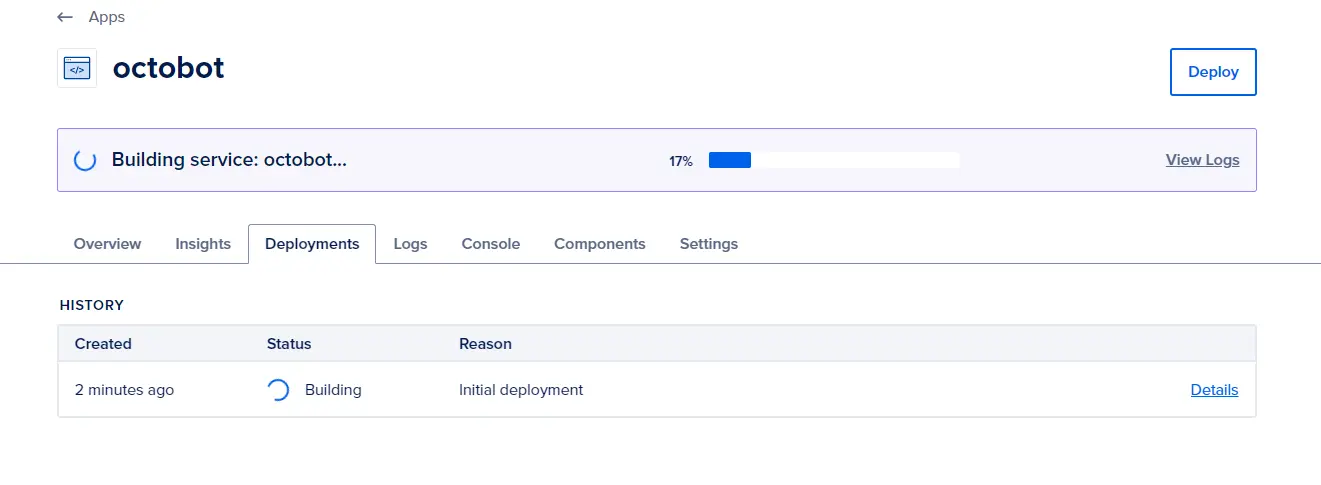 ← Apps
</> octobot
Deploy
Building service: octobot... 17% View Logs
Overview Insights Deployments Logs Console Components Settings
HISTORY
Created Status Reason
2 minutes ago Building Initial deployment Details